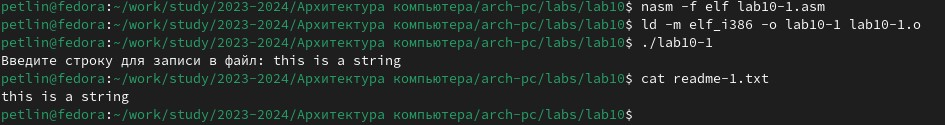 petlin@fedora:~/work/study/2023-2024/Архитектура компьютера/arch-pc/labs/lab10$ nasm -f elf lab10-1.asm
petlin@fedora:~/work/study/2023-2024/Архитектура компьютера/arch-pc/labs/lab10$ ld -m elf_i386 -o lab10-1 lab10-1.o
petlin@fedora:~/work/study/2023-2024/Архитектура компьютера/arch-pc/labs/lab10$ ./lab10-1
Введите строку для записи в файл: this is a string
petlin@fedora:~/work/study/2023-2024/Архитектура компьютера/arch-pc/labs/lab10$ cat readme-1.txt
this is a string
petlin@fedora:~/work/study/2023-2024/Архитектура компьютера/arch-pc/labs/lab10$